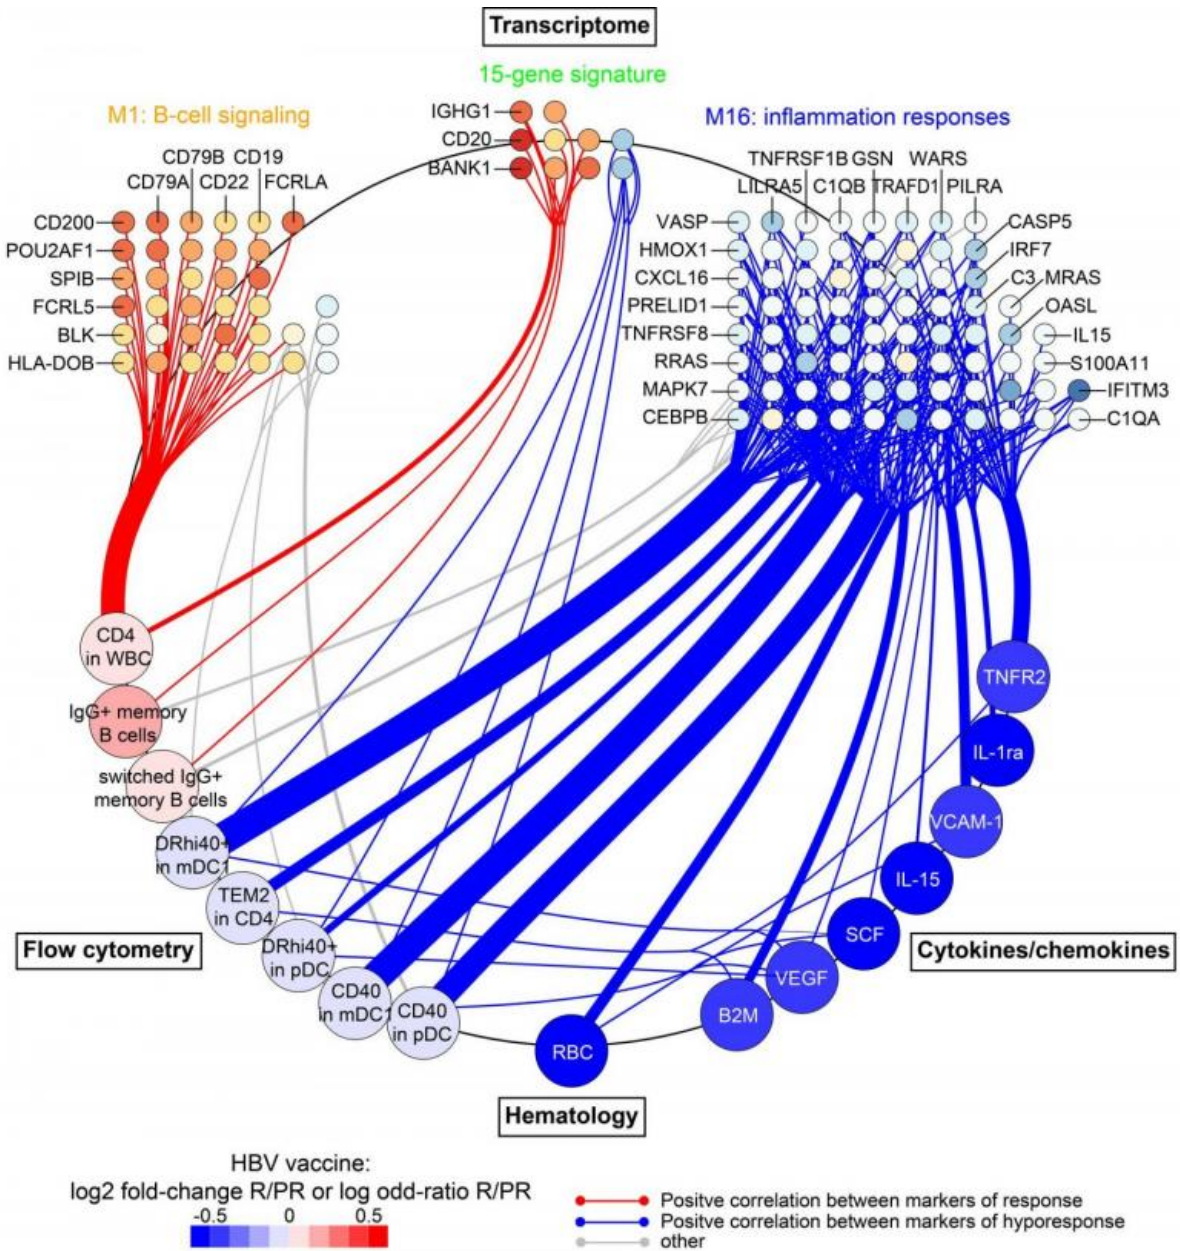 Transcriptome
15-gene signature
M1: B-cell signaling
IGHG1
CD20
BANK1
M16: inflammation responses
CD79B CD19
CD79A CD22 FCRLA
CD200
POU2AF1
SPIB
FCRL5
BLK
HLA-DOB
TNFRSF1B GSN WARS
LILRA5 C1QB TRAFD1 PILRA
VASP
HMOX1
CXCL16
PRELID1
TNFRSF8
RRAS
MAPK7
CEBPB
CASP5
IRF7
C3 MRAS
OASL
IL15
S100A11
IFITM3
C1QA
CD4
in WBC
IgG+ memory
B cells
switched IgG+
memory B cells
DRhi40+
in mDC1
TEM2
in CD4
DRhi40+
in pDC
CD40
in mDC1
CD40
in pDC
RBC
B2M
VEGF
SCF
IL-15
VCAM-1
IL-1ra
TNFR2
Flow cytometry
Cytokines/chemokines
Hematology
HBV vaccine:
log2 fold-change R/PR or log odd-ratio R/PR
-0.5 0 0.5
Positve correlation between markers of response
Positve correlation between markers of hyporesponse
other